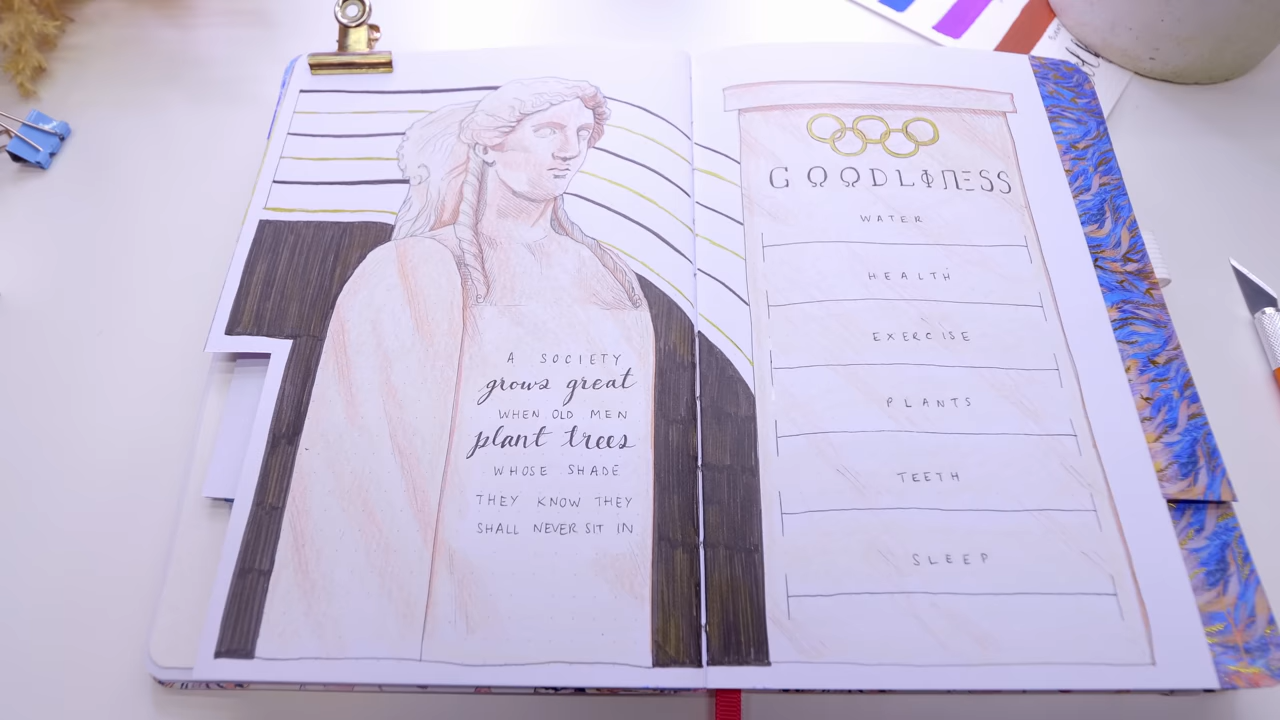 A SOCIETY
grows great
WHEN OLD MEN
plant trees
WHOSE SHADE
THEY KNOW THEY
SHALL NEVER SIT IN
GOODLINESS
WATER
HEALTH
EXERCISE
PLANTS
TEETH
SLEEP